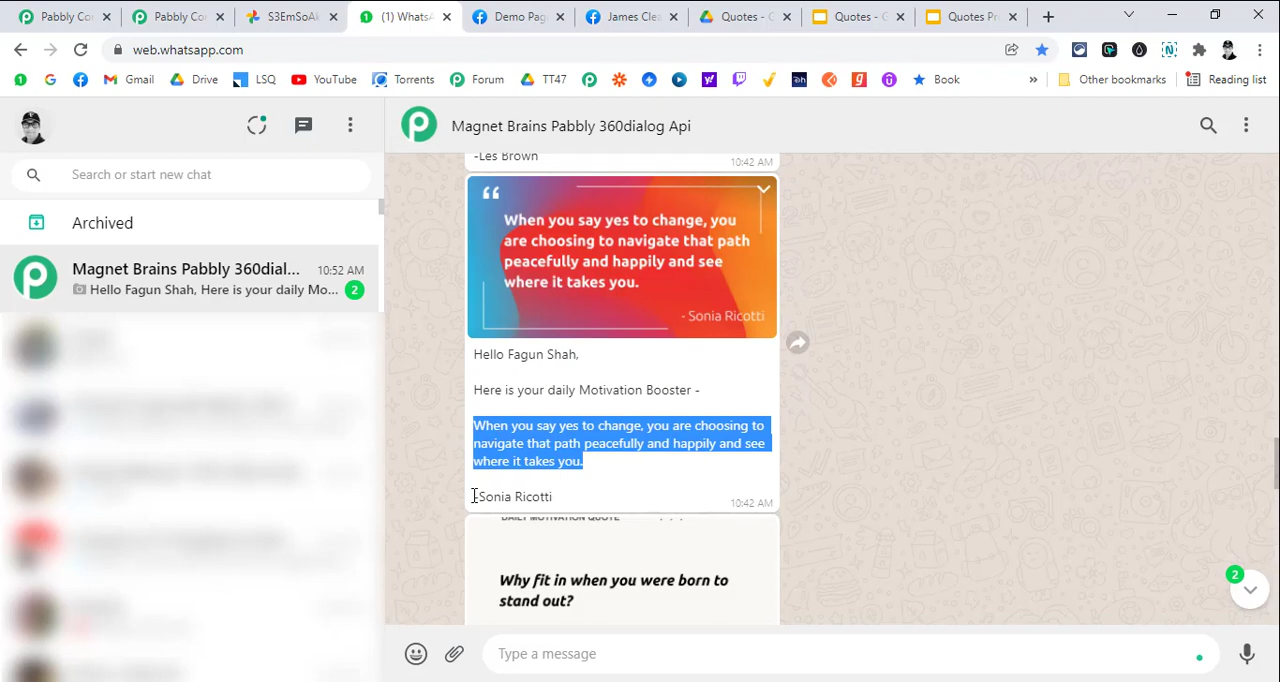 Pabbly Co
Pabbly Co
S3EmSoA
(1) Whats
Demo Pag
James Clea
Quotes - G
Quotes - G
Quotes Pr
web.whatsapp.com
Gmail
Drive
LSQ
YouTube
Torrents
Forum
TT47
Book
»
Other bookmarks
Reading list
Magnet Brains Pabbly 360dialog Api
Search or start new chat
Archived
Magnet Brains Pabbly 360dial...
10:52 AM
Hello Fagun Shah, Here is your daily Mo...
2
-Les Brown
10:42 AM
“
When you say yes to change, you
are choosing to navigate that path
peacefully and happily and see
where it takes you.
- Sonia Ricotti
Hello Fagun Shah,
Here is your daily Motivation Booster -
When you say yes to change, you are choosing to
navigate that path peacefully and happily and see
where it takes you.
-Sonia Ricotti
10:42 AM
DAILY MOTIVATION QUOTE
Why fit in when you were born to
stand out?
2
Type a message